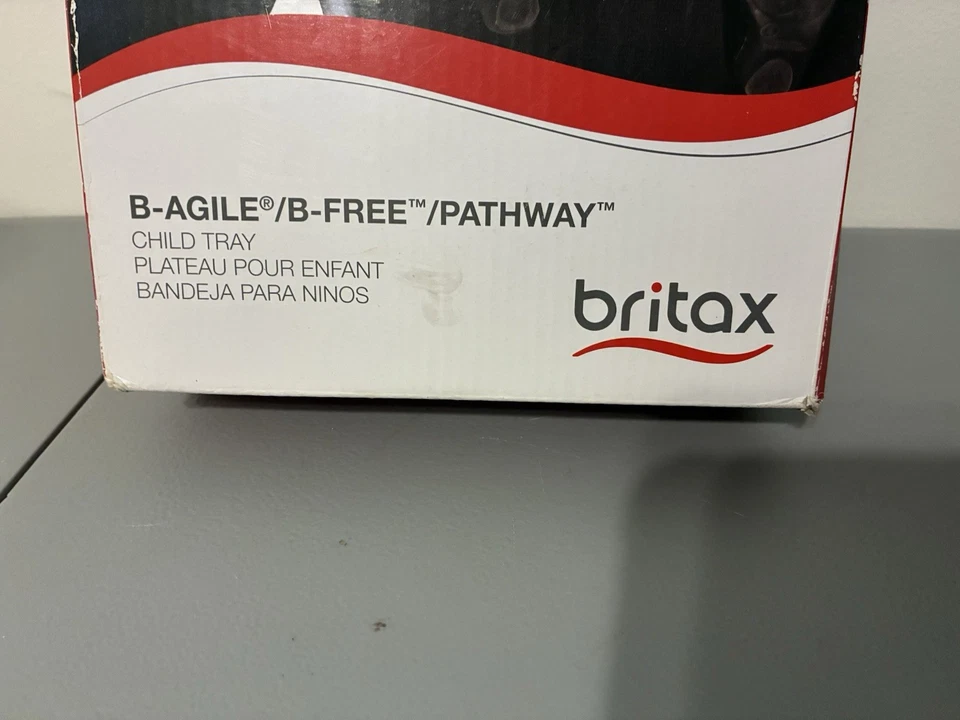 B-AGILE®/B-FREE™/PATHWAY™
CHILD TRAY
PLATEAU POUR ENFANT
BANDEJA PARA NINOS
britax